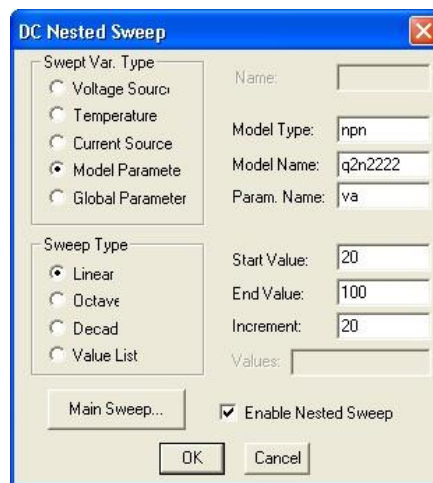 DC Nested Sweep
Swept Var. Type
Voltage Sourc
Temperature
Current Source
Model Paramete
Global Parameter
Name:
Model Type: npn
Model Name: q2n2222
Param. Name: va
Sweep Type
Linear
Octave
Decad
Value List
Start Value: 20
End Value: 100
Increment: 20
Values:
Main Sweep...
Enable Nested Sweep
OK
Cancel